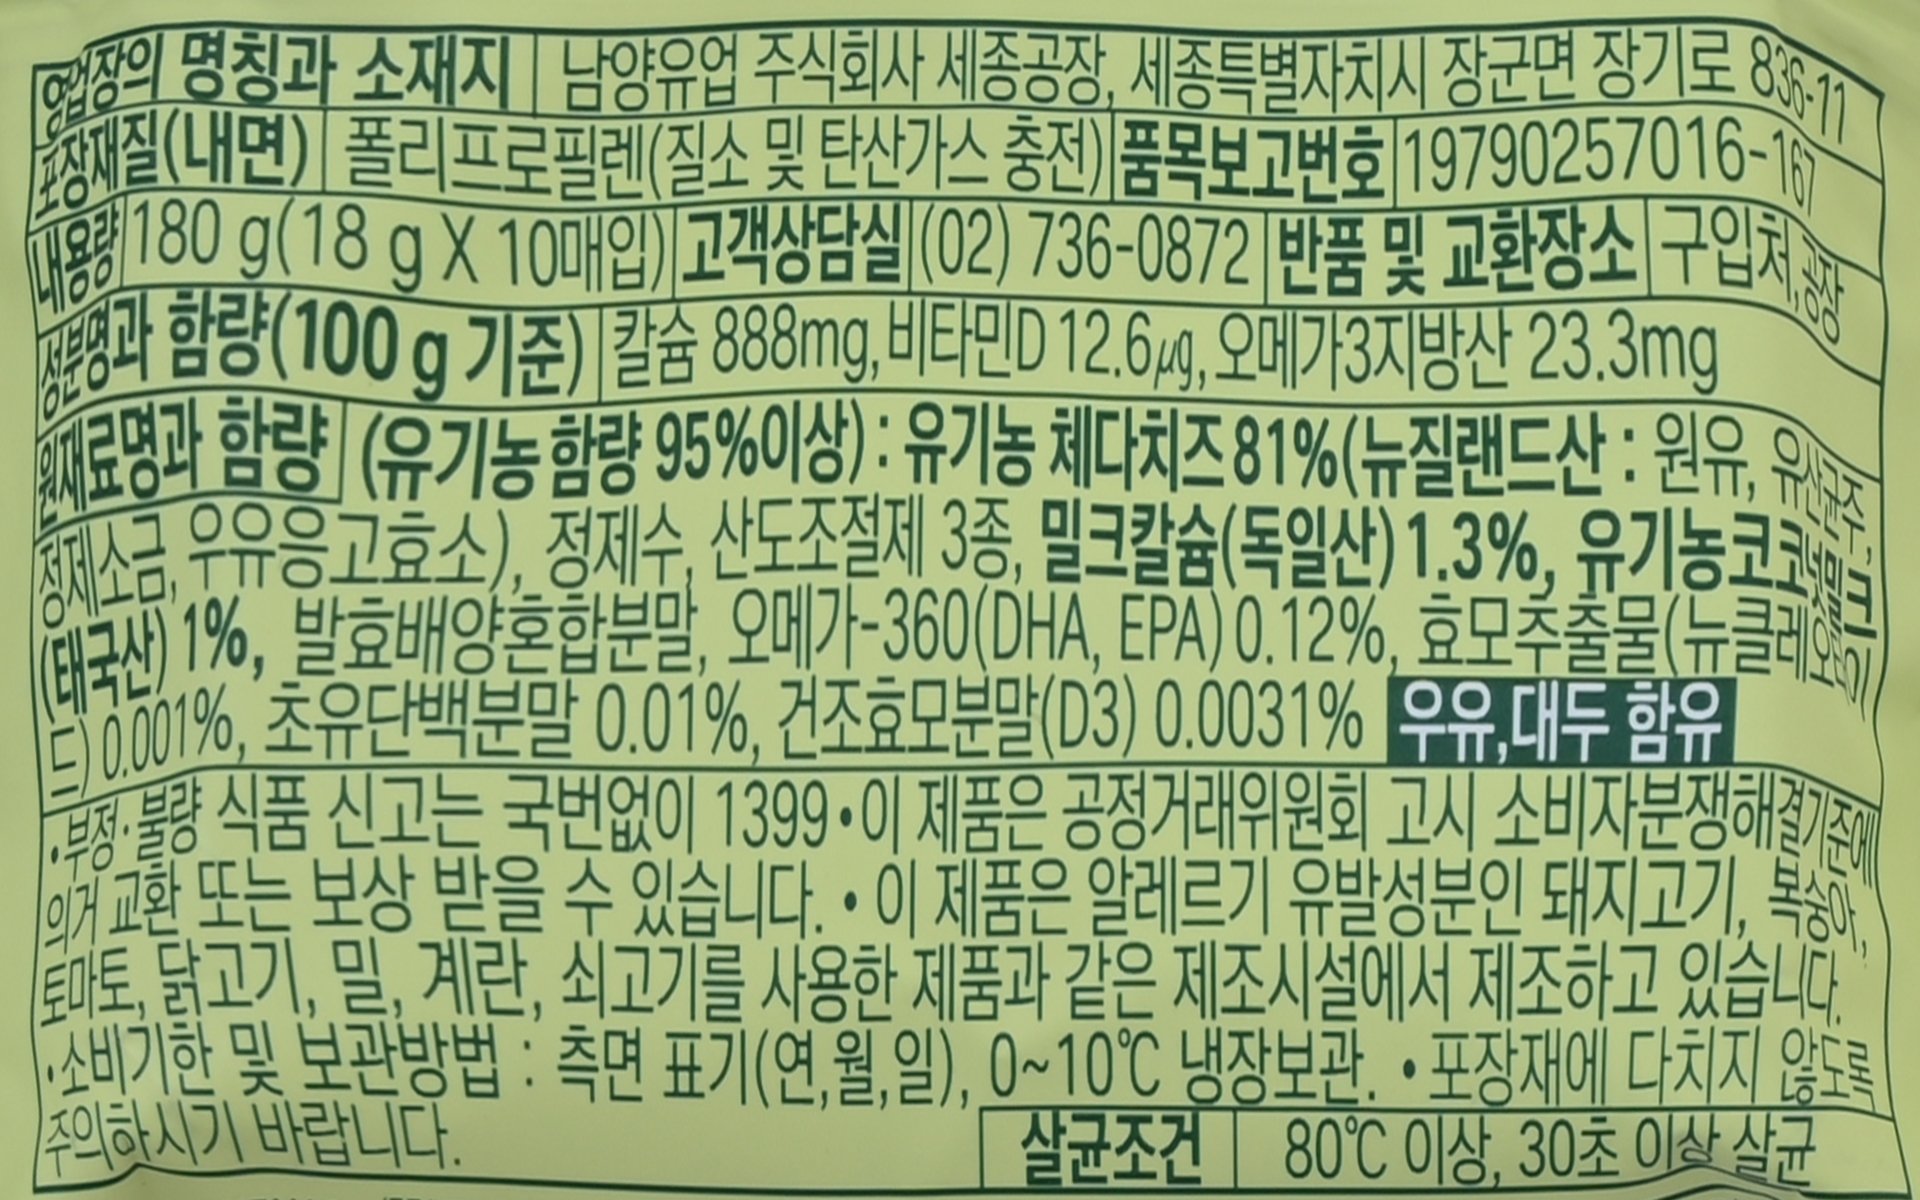 영업장의 명칭과 소재지 남양유업 주식회사 세종공장, 세종특별자치시 장군면 장기로 836-11
포장재질(내면) 폴리프로필렌(질소 및 탄산가스 충전) 품목보고번호 19790257016-167
내용량 180 g(18 g X 10매입) 고객상담실 (02) 736-0872 반품 및 교환장소 구입처,공장
성분명과 함량(100 g 기준) 칼슘 888mg, 비타민D 12.6㎍, 오메가3지방산 23.3mg
원재료명과 함량 (유기농 함량 95%이상) : 유기농 체다치즈 81%(뉴질랜드산 : 원유, 유산균주,
정제소금, 우유응고효소), 정제수, 산도조절제 3종, 밀크칼슘(독일산) 1.3%, 유기농코코넛밀크
(태국산) 1%, 발효배양혼합분말, 오메가-360(DHA, EPA) 0.12%, 효모추출물(뉴클레오타이
드) 0.001%, 초유단백분말 0.01%, 건조효모분말(D3) 0.0031% 우유,대두 함유
•부정·불량 식품 신고는 국번없이 1399 •이 제품은 공정거래위원회 고시 소비자분쟁해결기준에
의거 교환 또는 보상 받을 수 있습니다. • 이 제품은 알레르기 유발성분인 돼지고기, 복숭아,
토마토, 닭고기, 밀, 계란, 쇠고기를 사용한 제품과 같은 제조시설에서 제조하고 있습니다.
•소비기한 및 보관방법 : 측면 표기(연,월,일), 0~10℃ 냉장보관. • 포장재에 다치지 않도록
주의하시기 바랍니다.
살균조건 80℃ 이상, 30초 이상 살균